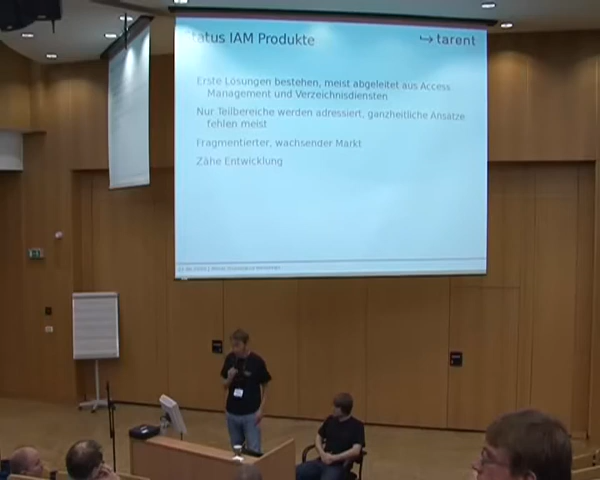 tatus IAM Produkte
tarent
Erste Lösungen bestehen, meist abgeleitet aus Access
Management und Verzeichnisdiensten
Nur Teilbereiche werden adressiert, ganzheitliche Ansätze
fehlen meist
Fragmentierter, wachsender Markt
Zähe Entwicklung